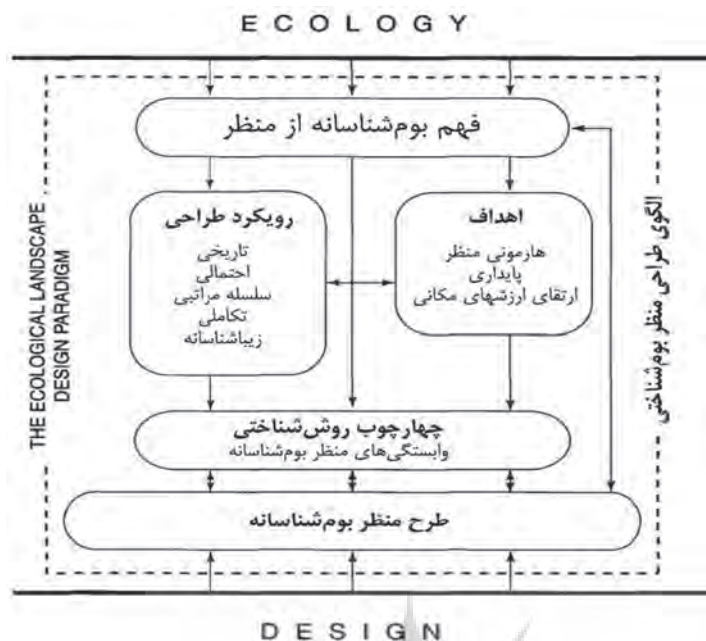 ECOLOGY
فهم بوم‌شناسانه از منظر
رویکرد طراحی
تاریخی
احتمالی
سلسله مراتبی
تکاملی
زیباشناسانه
اهداف
هارمونی منظر
پایداری
ارتقای ارزشهای مکانی
THE ECOLOGICAL LANDSCAPE
DESIGN PARADIGM
الگوی طراحی منظر بوم‌شناختی
چهارچوب روش‌شناختی
وابستگی‌های منظر بوم‌شناسانه
طرح منظر بوم‌شناسانه
DESIGN